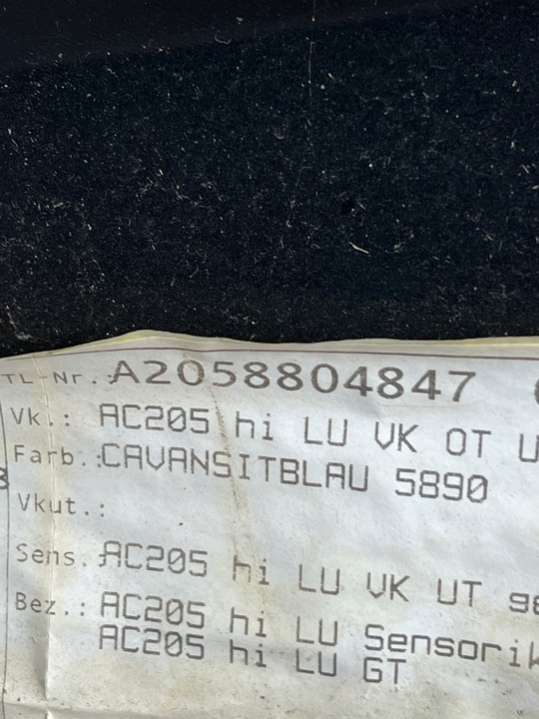 TL-Nr.:A2058804847
Vk.: AC205 hi LU VK OT U
Farb.:CAVANSITBLAU 5890
Vkut.:
Sens.:AC205 hi LU VK UT ge
Bez.: AC205 hi LU Sensorik
AC205 hi LU GT